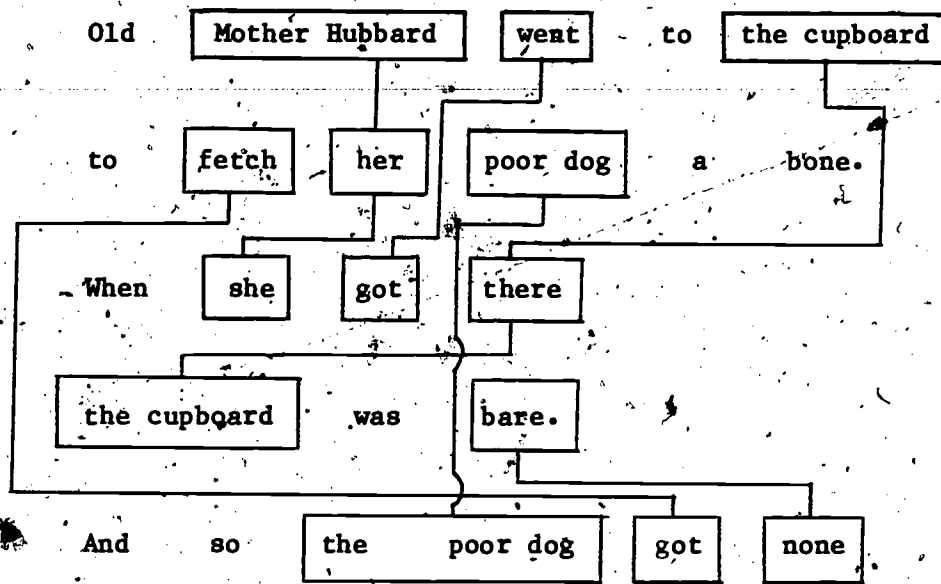 Old Mother Hubbard went to the cupboard
to fetch her poor dog a bone.
When she got there
the cupboard was bare.
And so the poor dog got none